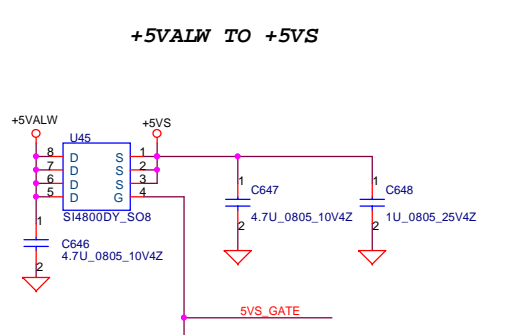 +5VALW TO +5VS
+5VALW
+5VS
U45
8 D S 1
7 D S 2
6 D S 3
5 D G 4
SI4800DY_SO8
1
C646
4.7U_0805_10V4Z
2
1
C647
4.7U_0805_10V4Z
2
1
C648
1U_0805_25V4Z
2
5VS_GATE